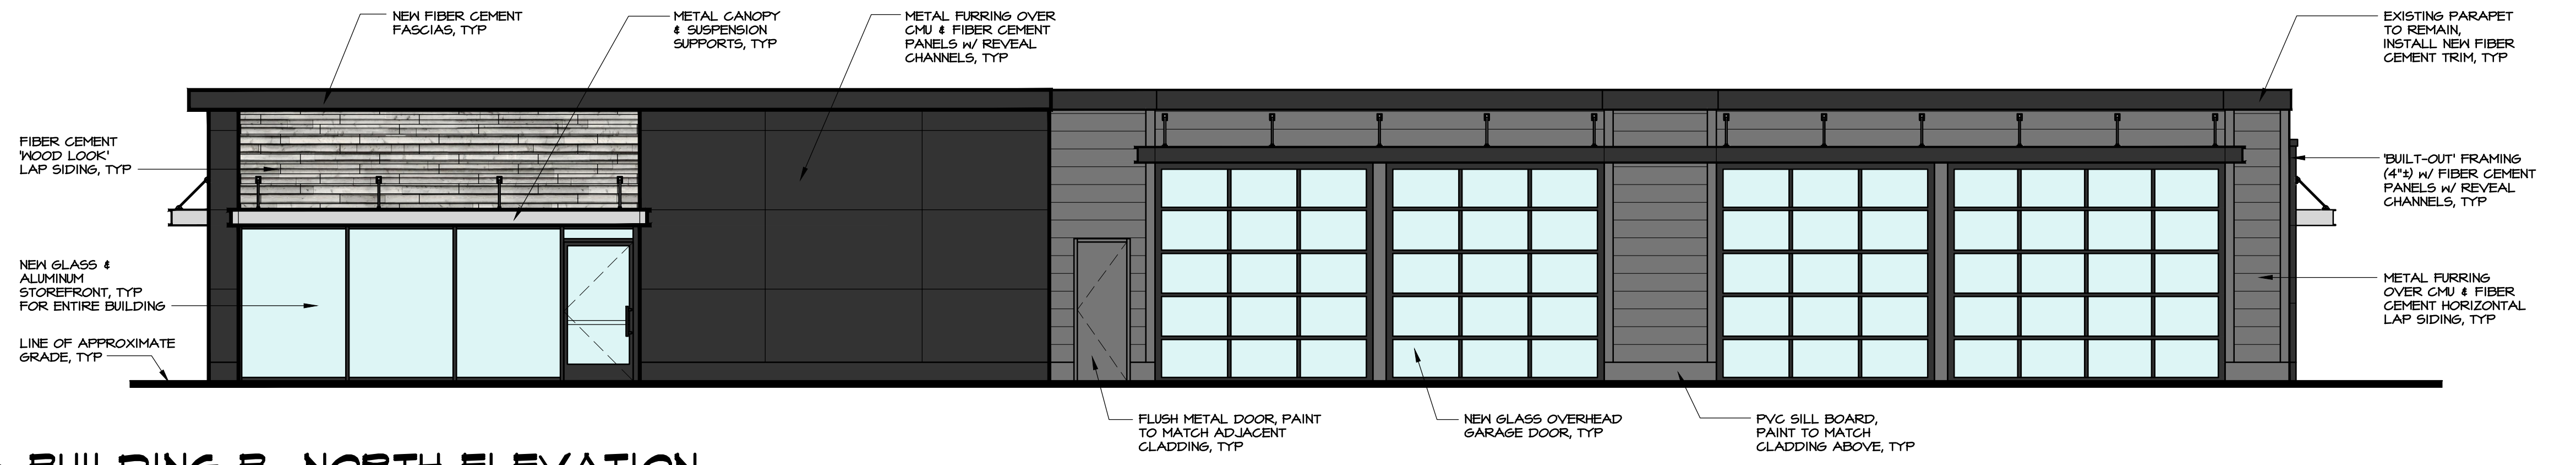 NEW FIBER CEMENT
FASCIAS, TYP
METAL CANOPY
& SUSPENSION
SUPPORTS, TYP
METAL FURRING OVER
CMU & FIBER CEMENT
PANELS W/ REVEAL
CHANNELS, TYP
EXISTING PARAPET
TO REMAIN,
INSTALL NEW FIBER
CEMENT TRIM, TYP
FIBER CEMENT
'WOOD LOOK'
LAP SIDING, TYP
'BUILT-OUT' FRAMING
(4"±) W/ FIBER CEMENT
PANELS W/ REVEAL
CHANNELS, TYP
NEW GLASS &
ALUMINUM
STOREFRONT, TYP
FOR ENTIRE BUILDING
METAL FURRING
OVER CMU & FIBER
CEMENT HORIZONTAL
LAP SIDING, TYP
LINE OF APPROXIMATE
GRADE, TYP
FLUSH METAL DOOR, PAINT
TO MATCH ADJACENT
CLADDING, TYP
NEW GLASS OVERHEAD
GARAGE DOOR, TYP
PVC SILL BOARD,
PAINT TO MATCH
CLADDING ABOVE, TYP
BUILDING B NORTH ELEVATION